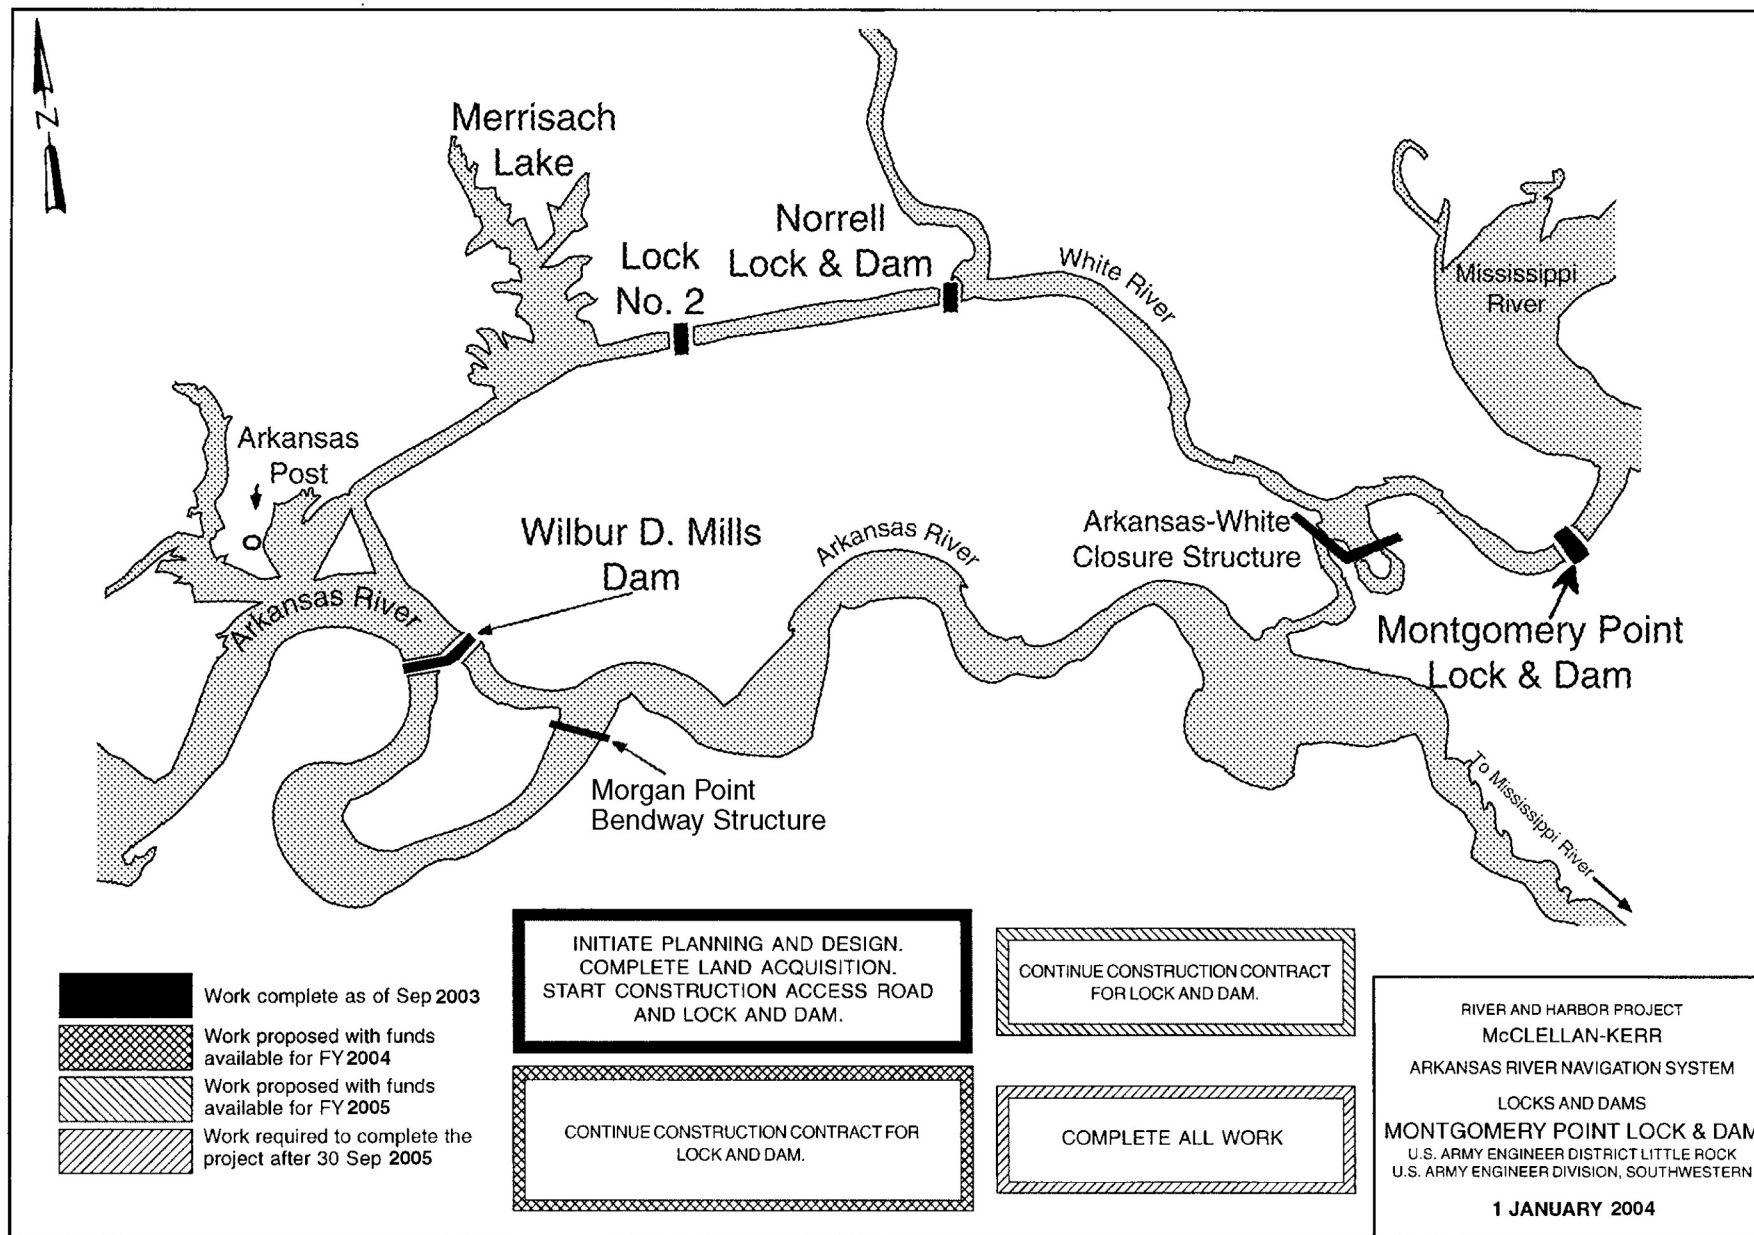 N
Merrisach
Lake
Norrell
Lock & Dam
Lock
No. 2
White River
Mississippi
River
Arkansas
Post
Wilbur D. Mills
Dam
Arkansas River
Arkansas-White
Closure Structure
Arkansas River
Montgomery Point
Lock & Dam
Morgan Point
Bendway Structure
To Mississippi River
Work complete as of Sep 2003
Work proposed with funds
available for FY 2004
Work proposed with funds
available for FY 2005
Work required to complete the
project after 30 Sep 2005
INITIATE PLANNING AND DESIGN.
COMPLETE LAND ACQUISITION.
START CONSTRUCTION ACCESS ROAD
AND LOCK AND DAM.
CONTINUE CONSTRUCTION CONTRACT FOR
LOCK AND DAM.
CONTINUE CONSTRUCTION CONTRACT
FOR LOCK AND DAM.
COMPLETE ALL WORK
RIVER AND HARBOR PROJECT
McCLELLAN-KERR
ARKANSAS RIVER NAVIGATION SYSTEM
LOCKS AND DAMS
MONTGOMERY POINT LOCK & DAM
U.S. ARMY ENGINEER DISTRICT LITTLE ROCK
U.S. ARMY ENGINEER DIVISION, SOUTHWESTERN
1 JANUARY 2004